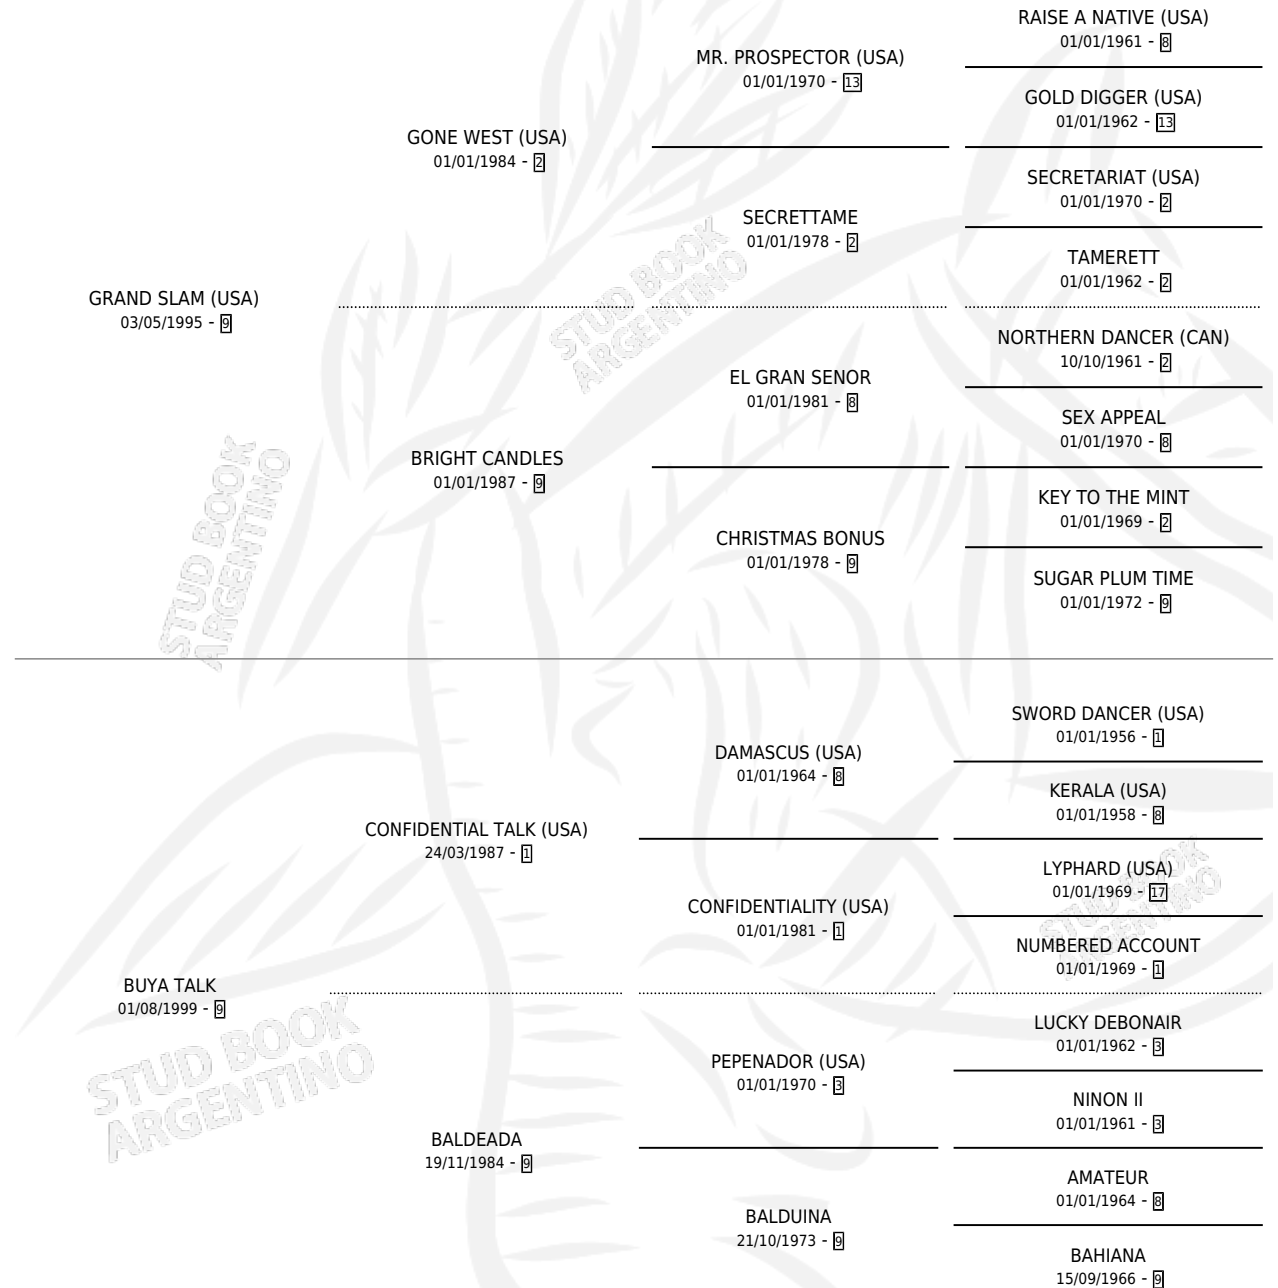 RAISE A NATIVE (USA)
01/01/1961 - 8
MR. PROSPECTOR (USA)
01/01/1970 - 13
GOLD DIGGER (USA)
01/01/1962 - 13
GONE WEST (USA)
01/01/1984 - 2
SECRETARIAT (USA)
01/01/1970 - 2
SECRETTAME
01/01/1978 - 2
TAMERETT
01/01/1962 - 2
GRAND SLAM (USA)
03/05/1995 - 9
NORTHERN DANCER (CAN)
10/10/1961 - 2
EL GRAN SENOR
01/01/1981 - 8
SEX APPEAL
01/01/1970 - 8
BRIGHT CANDLES
01/01/1987 - 9
KEY TO THE MINT
01/01/1969 - 2
CHRISTMAS BONUS
01/01/1978 - 9
SUGAR PLUM TIME
01/01/1972 - 9
SWORD DANCER (USA)
01/01/1956 - 1
DAMASCUS (USA)
01/01/1964 - 8
KERALA (USA)
01/01/1958 - 8
CONFIDENTIAL TALK (USA)
24/03/1987 - 1
LYPHARD (USA)
01/01/1969 - 17
CONFIDENTIALITY (USA)
01/01/1981 - 1
NUMBERED ACCOUNT
01/01/1969 - 1
BUYA TALK
01/08/1999 - 9
LUCKY DEBONAIR
01/01/1962 - 3
PEPENADOR (USA)
01/01/1970 - 3
NINON II
01/01/1961 - 3
BALDEADA
19/11/1984 - 9
AMATEUR
01/01/1964 - 8
BALDUINA
21/10/1973 - 9
BAHIANA
15/09/1966 - 9
STUD BOOK
ARGENTINO
STUD BOOK
ARGENTINO
STUD BOOK
ARGENTINO
STUD BOOK
ARGENTINO